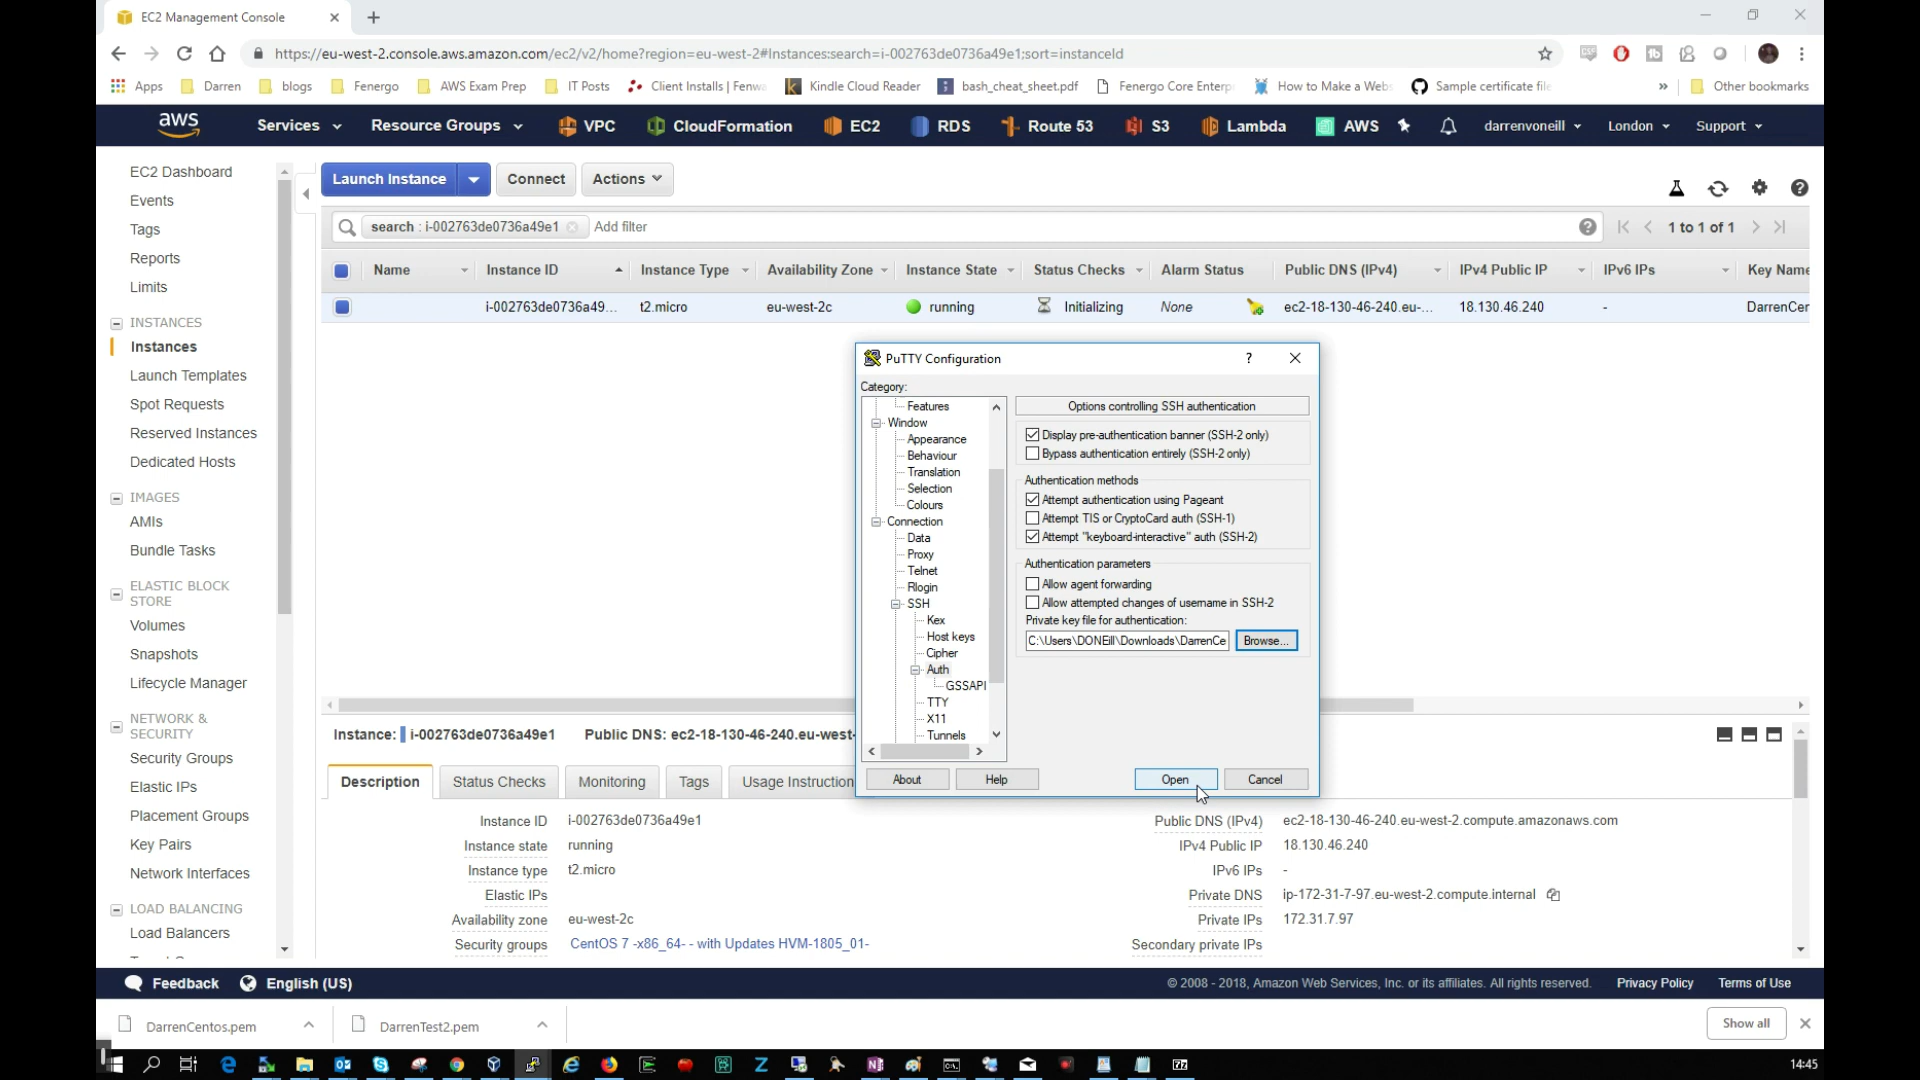 EC2 Management Console
https://eu-west-2.console.aws.amazon.com/ec2/v2/home?region=eu-west-2#Instances:search=i-002763de0736a49e1;sort=instanceId
Apps Darren blogs Fenergo AWS Exam Prep IT Posts Client Installs | Fenw Kindle Cloud Reader bash_cheat_sheet.pdf Fenergo Core Enterp How to Make a Web Sample certificate file » Other bookmarks
aws Services Resource Groups VPC CloudFormation EC2 RDS Route 53 S3 Lambda AWS darrenvoneill London Support
EC2 Dashboard
Events
Tags
Reports
Limits
INSTANCES
Instances
Launch Templates
Spot Requests
Reserved Instances
Dedicated Hosts
IMAGES
AMIs
Bundle Tasks
ELASTIC BLOCK
STORE
Volumes
Snapshots
Lifecycle Manager
NETWORK &
SECURITY
Security Groups
Elastic IPs
Placement Groups
Key Pairs
Network Interfaces
LOAD BALANCING
Load Balancers
Launch Instance Connect Actions
search : i-002763de0736a49e1 Add filter 1 to 1 of 1
Name Instance ID Instance Type Availability Zone Instance State Status Checks Alarm Status Public DNS (IPv4) IPv4 Public IP IPv6 IPs Key Name
i-002763de0736a49... t2.micro eu-west-2c running Initializing None ec2-18-130-46-240.eu-... 18.130.46.240 - DarrenCer
PuTTY Configuration ?
Category:
Features
Window
Appearance
Behaviour
Translation
Selection
Colours
Connection
Data
Proxy
Telnet
Rlogin
SSH
Kex
Host keys
Cipher
Auth
GSSAPI
TTY
X11
Tunnels
Options controlling SSH authentication
Display pre-authentication banner (SSH-2 only)
Bypass authentication entirely (SSH-2 only)
Authentication methods
Attempt authentication using Pageant
Attempt TIS or CryptoCard auth (SSH-1)
Attempt "keyboard-interactive" auth (SSH-2)
Authentication parameters
Allow agent forwarding
Allow attempted changes of username in SSH-2
Private key file for authentication:
C:\Users\DONEill\Downloads\DarrenCe Browse...
About Help Open Cancel
Instance: i-002763de0736a49e1 Public DNS: ec2-18-130-46-240.eu-west-
Description Status Checks Monitoring Tags Usage Instruction
Instance ID i-002763de0736a49e1
Instance state running
Instance type t2.micro
Elastic IPs
Availability zone eu-west-2c
Security groups CentOS 7 -x86_64- - with Updates HVM-1805_01-
Public DNS (IPv4) ec2-18-130-46-240.eu-west-2.compute.amazonaws.com
IPv4 Public IP 18.130.46.240
IPv6 IPs -
Private DNS ip-172-31-7-97.eu-west-2.compute.internal
Private IPs 172.31.7.97
Secondary private IPs
Feedback English (US) © 2008 - 2018, Amazon Web Services, Inc. or its affiliates. All rights reserved. Privacy Policy Terms of Use
DarrenCentos.pem DarrenTest2.pem Show all
14:45